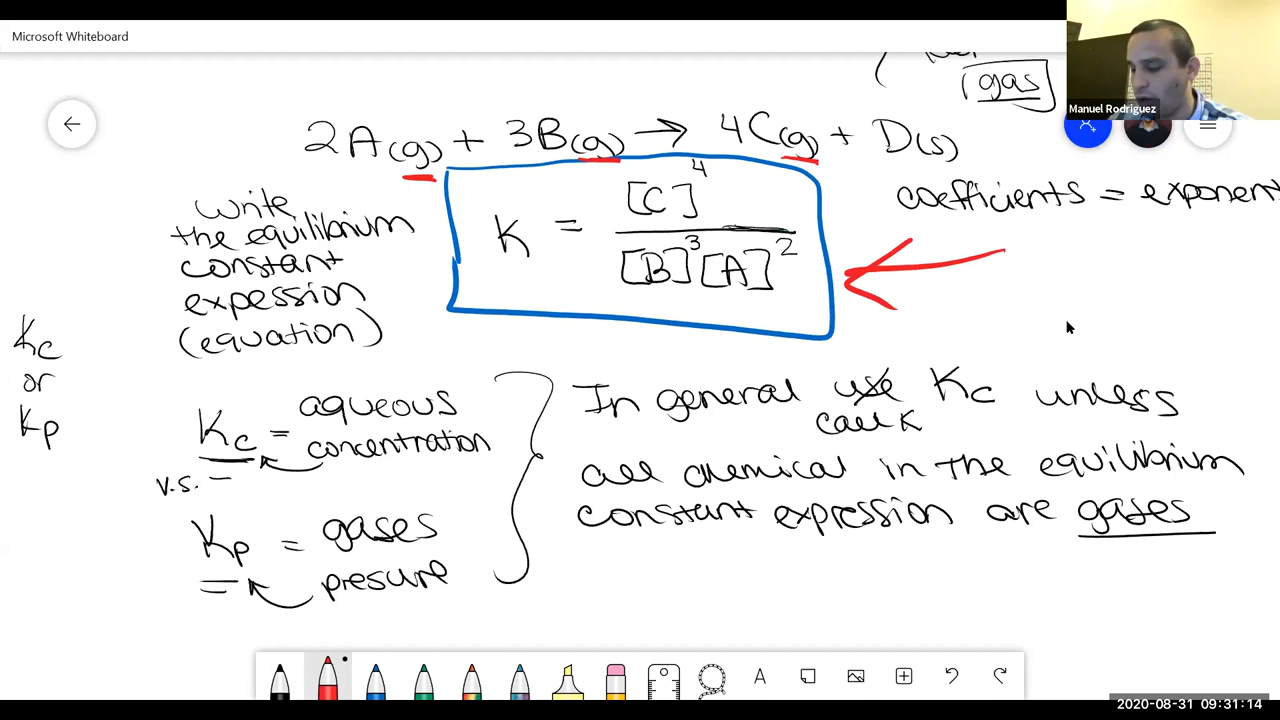 Microsoft Whiteboard
gas
Manuel Rodriguez
2A(g) + 3B(g) → 4C(g) + D(s)
coefficients = exponent
write
the equilibrium
constant
expession
(equation)
K = [C]^4 / [B]^3 [A]^2
Kc
or
Kp
Kc = aqueous
concentration
v.s.
Kp = gases
presure
In general use Kc unless
call K
all chemical in the equilibrium
constant expression are gases
A
2020-08-31 09:31:14